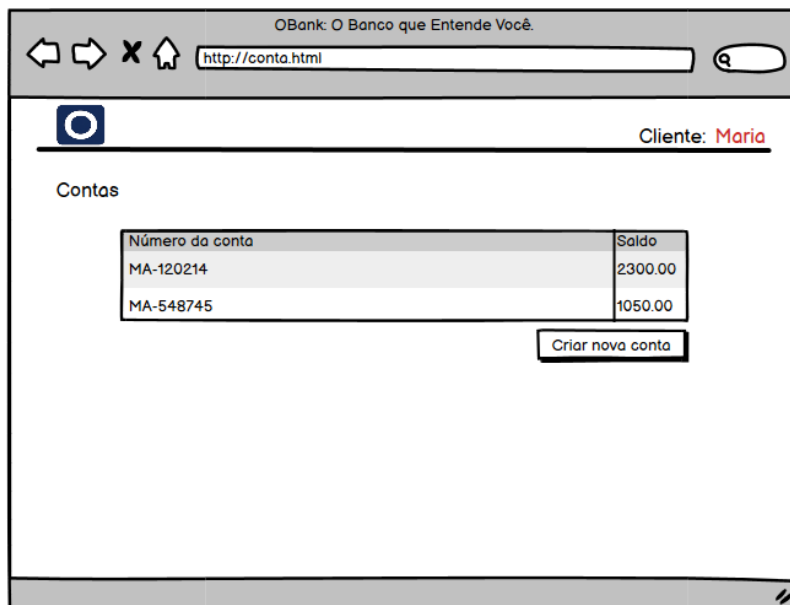 OBank: O Banco que Entende Você.
http://conta.html
Cliente: Maria
Contas
Número da conta Saldo
MA-120214 2300.00
MA-548745 1050.00
Criar nova conta